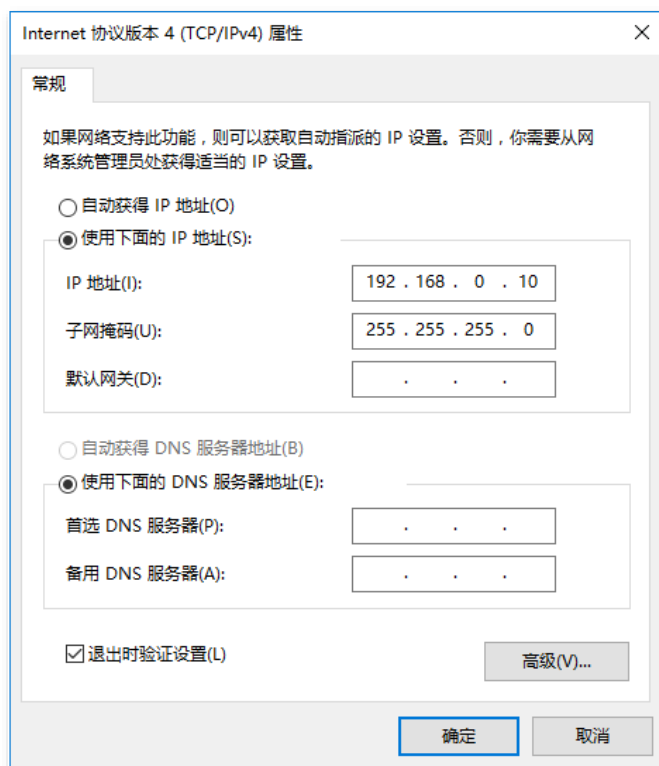 Internet 协议版本 4 (TCP/IPv4) 属性
常规
如果网络支持此功能，则可以获取自动指派的 IP 设置。否则，你需要从网
络系统管理员处获得适当的 IP 设置。
自动获得 IP 地址(O)
使用下面的 IP 地址(S):
IP 地址(I): 192 . 168 . 0 . 10
子网掩码(U): 255 . 255 . 255 . 0
默认网关(D): . . .
自动获得 DNS 服务器地址(B)
使用下面的 DNS 服务器地址(E):
首选 DNS 服务器(P): . . .
备用 DNS 服务器(A): . . .
退出时验证设置(L)
高级(V)...
确定 取消